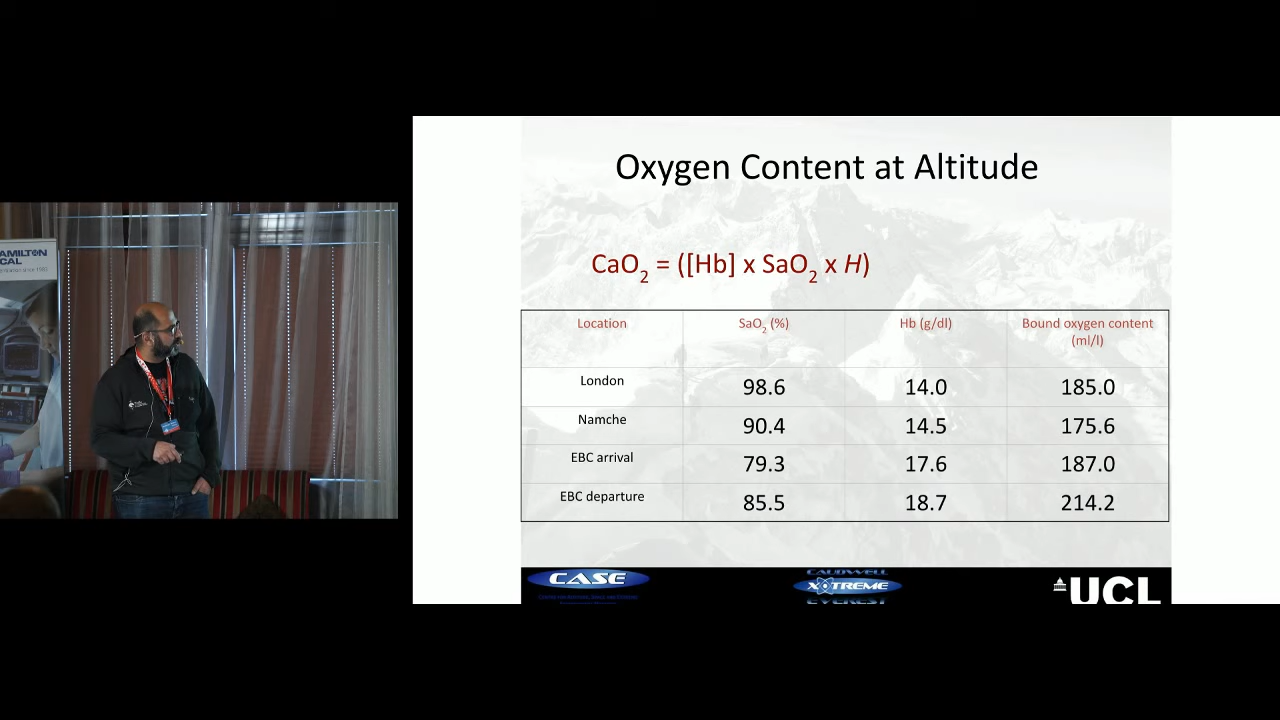 AMILTON
CAL
Oxygen Content at Altitude
CaO2 = ([Hb] x SaO2 x H)
Location SaO2 (%) Hb (g/dl) Bound oxygen content
(ml/l)
London 98.6 14.0 185.0
Namche 90.4 14.5 175.6
EBC arrival 79.3 17.6 187.0
EBC departure 85.5 18.7 214.2
CASE
CAUDWELL
XTREME
EVEREST
UCL